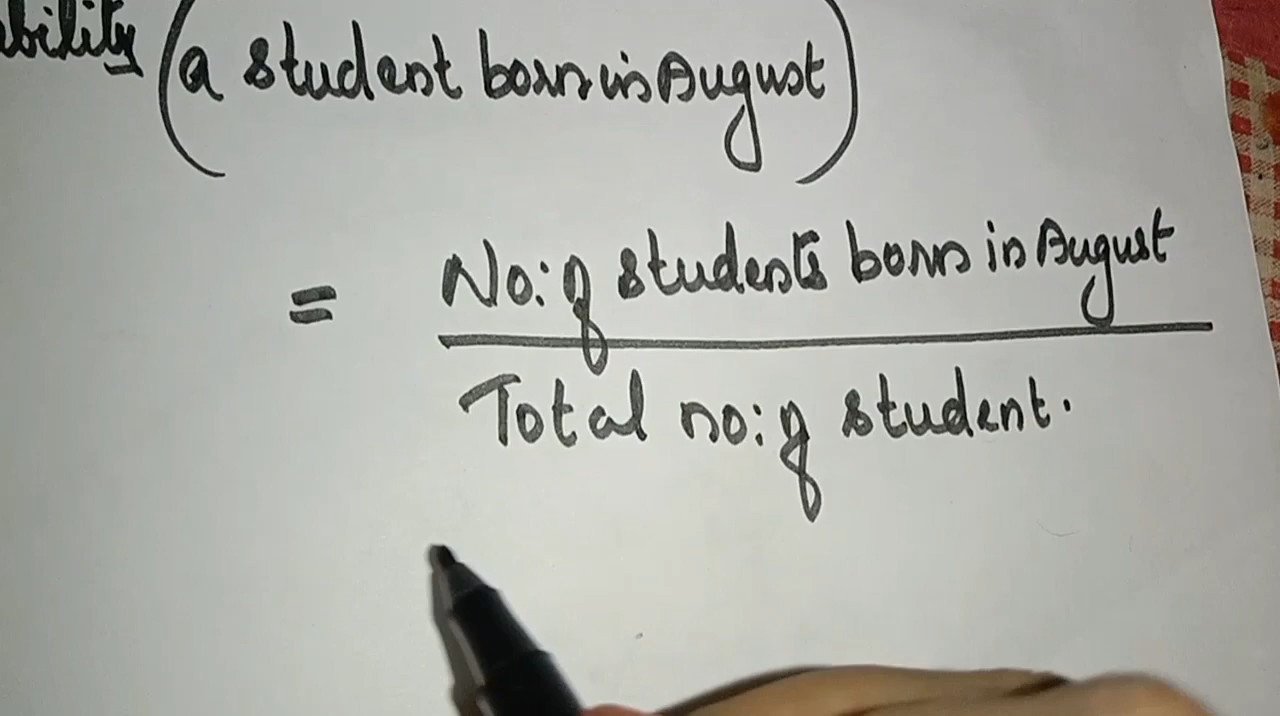 bility (a student born in August)
= No: of students born in August
Total no: of student.